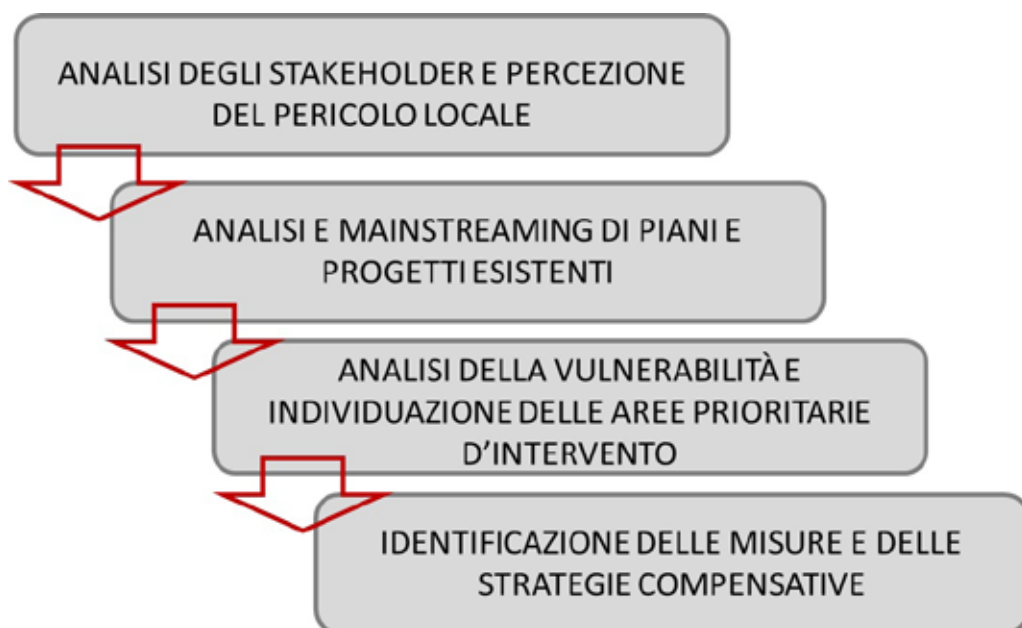 ANALISI DEGLI STAKEHOLDER E PERCEZIONE
DEL PERICOLO LOCALE
ANALISI E MAINSTREAMING DI PIANI E
PROGETTI ESISTENTI
ANALISI DELLA VULNERABILITÀ E
INDIVIDUAZIONE DELLE AREE PRIORITARIE
D'INTERVENTO
IDENTIFICAZIONE DELLE MISURE E DELLE
STRATEGIE COMPENSATIVE